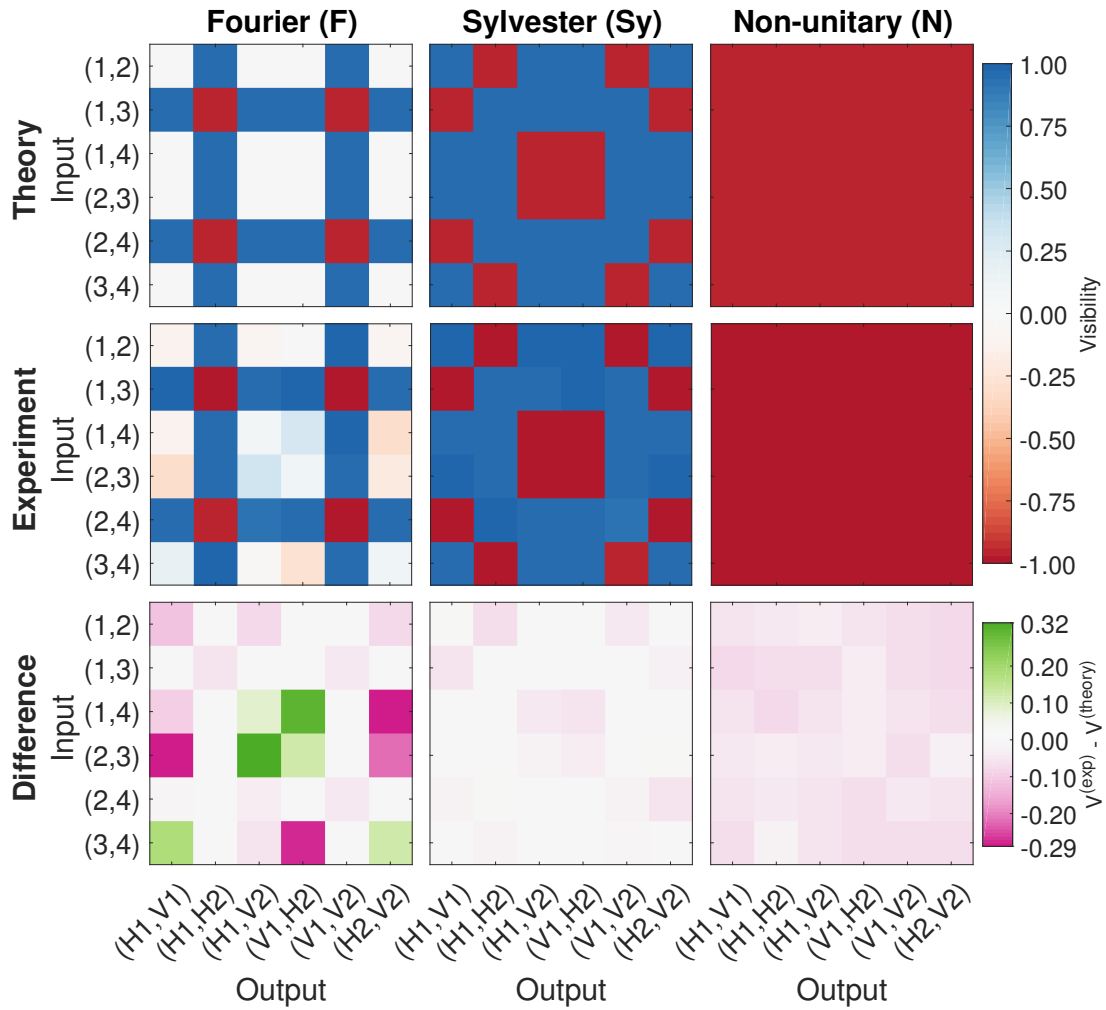 Fourier (F) Sylvester (Sy) Non-unitary (N)
Theory
Input
(1,2)
(1,3)
(1,4)
(2,3)
(2,4)
(3,4)
1.00
0.75
0.50
0.25
0.00
-0.25
-0.50
-0.75
-1.00
Visibility
Experiment
Input
(1,2)
(1,3)
(1,4)
(2,3)
(2,4)
(3,4)
Difference
Input
(1,2)
(1,3)
(1,4)
(2,3)
(2,4)
(3,4)
0.32
0.20
0.10
0.00
-0.10
-0.20
-0.29
V(exp) - V(theory)
(H1,V1) (H1,H2) (H1,V2) (V1,H2) (V1,V2) (H2,V2)
(H1,V1) (H1,H2) (H1,V2) (V1,H2) (V1,V2) (H2,V2)
(H1,V1) (H1,H2) (H1,V2) (V1,H2) (V1,V2) (H2,V2)
Output Output Output